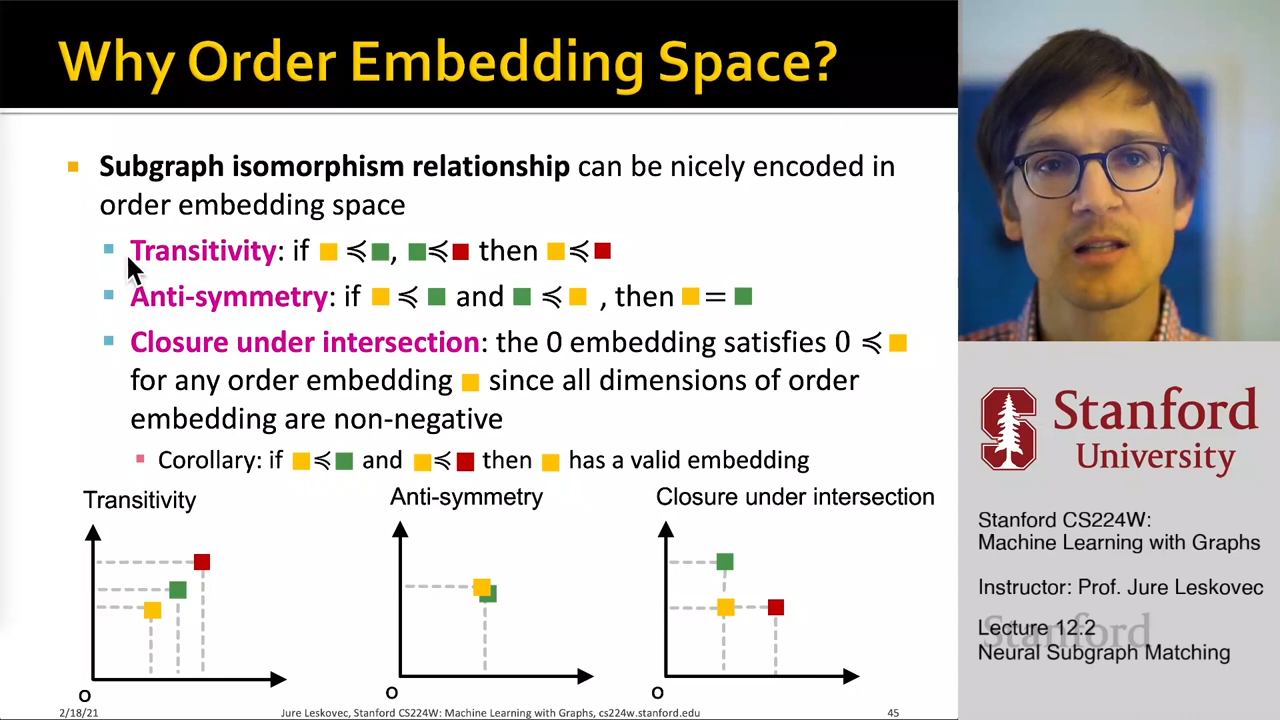 Why Order Embedding Space?
Subgraph isomorphism relationship can be nicely encoded in
order embedding space
Transitivity: if ≼ , ≼ then ≼
Anti-symmetry: if ≼ and ≼ , then =
Closure under intersection: the 0 embedding satisfies 0 ≼
for any order embedding since all dimensions of order
embedding are non-negative
Corollary: if ≼ and ≼ then has a valid embedding
Transitivity
Anti-symmetry
Closure under intersection
O
O
O
2/18/21
Jure Leskovec, Stanford CS224W: Machine Learning with Graphs, cs224w.stanford.edu
45
S
Stanford
University
Stanford CS224W:
Machine Learning with Graphs
Instructor: Prof. Jure Leskovec
Stanford
Lecture 12.2
Neural Subgraph Matching